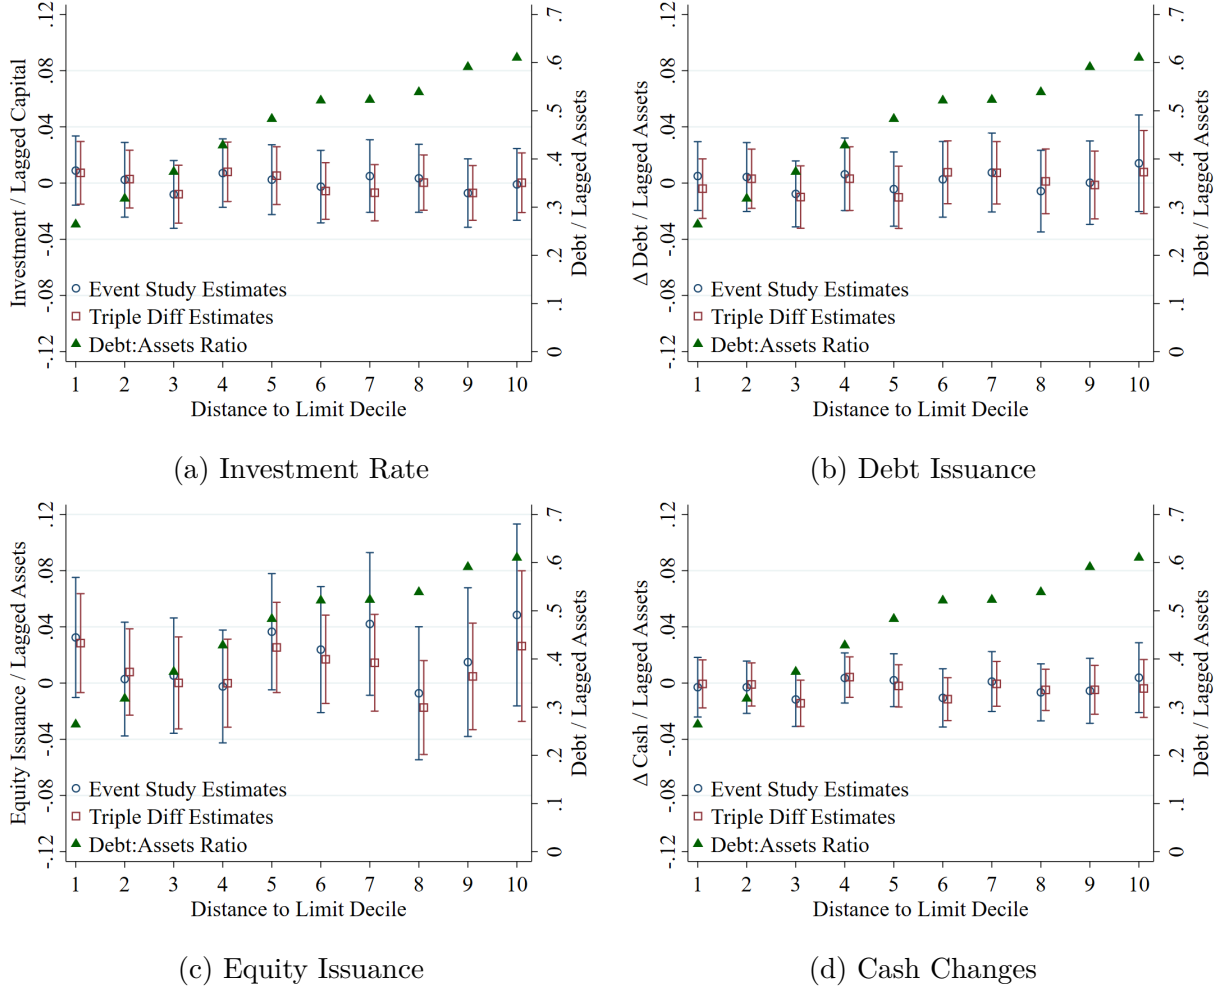 Investment / Lagged Capital
-.12 -.08 -.04 0 .04 .08 .12
0 .1 .2 .3 .4 .5 .6 .7
Debt / Lagged Assets
Event Study Estimates
Triple Diff Estimates
Debt:Assets Ratio
1 2 3 4 5 6 7 8 9 10
Distance to Limit Decile
(a) Investment Rate
Δ Debt / Lagged Assets
-.12 -.08 -.04 0 .04 .08 .12
0 .1 .2 .3 .4 .5 .6 .7
Debt / Lagged Assets
Event Study Estimates
Triple Diff Estimates
Debt:Assets Ratio
1 2 3 4 5 6 7 8 9 10
Distance to Limit Decile
(b) Debt Issuance
Equity Issuance / Lagged Assets
-.12 -.08 -.04 0 .04 .08 .12
0 .1 .2 .3 .4 .5 .6 .7
Debt / Lagged Assets
Event Study Estimates
Triple Diff Estimates
Debt:Assets Ratio
1 2 3 4 5 6 7 8 9 10
Distance to Limit Decile
(c) Equity Issuance
Δ Cash / Lagged Assets
-.12 -.08 -.04 0 .04 .08 .12
0 .1 .2 .3 .4 .5 .6 .7
Debt / Lagged Assets
Event Study Estimates
Triple Diff Estimates
Debt:Assets Ratio
1 2 3 4 5 6 7 8 9 10
Distance to Limit Decile
(d) Cash Changes